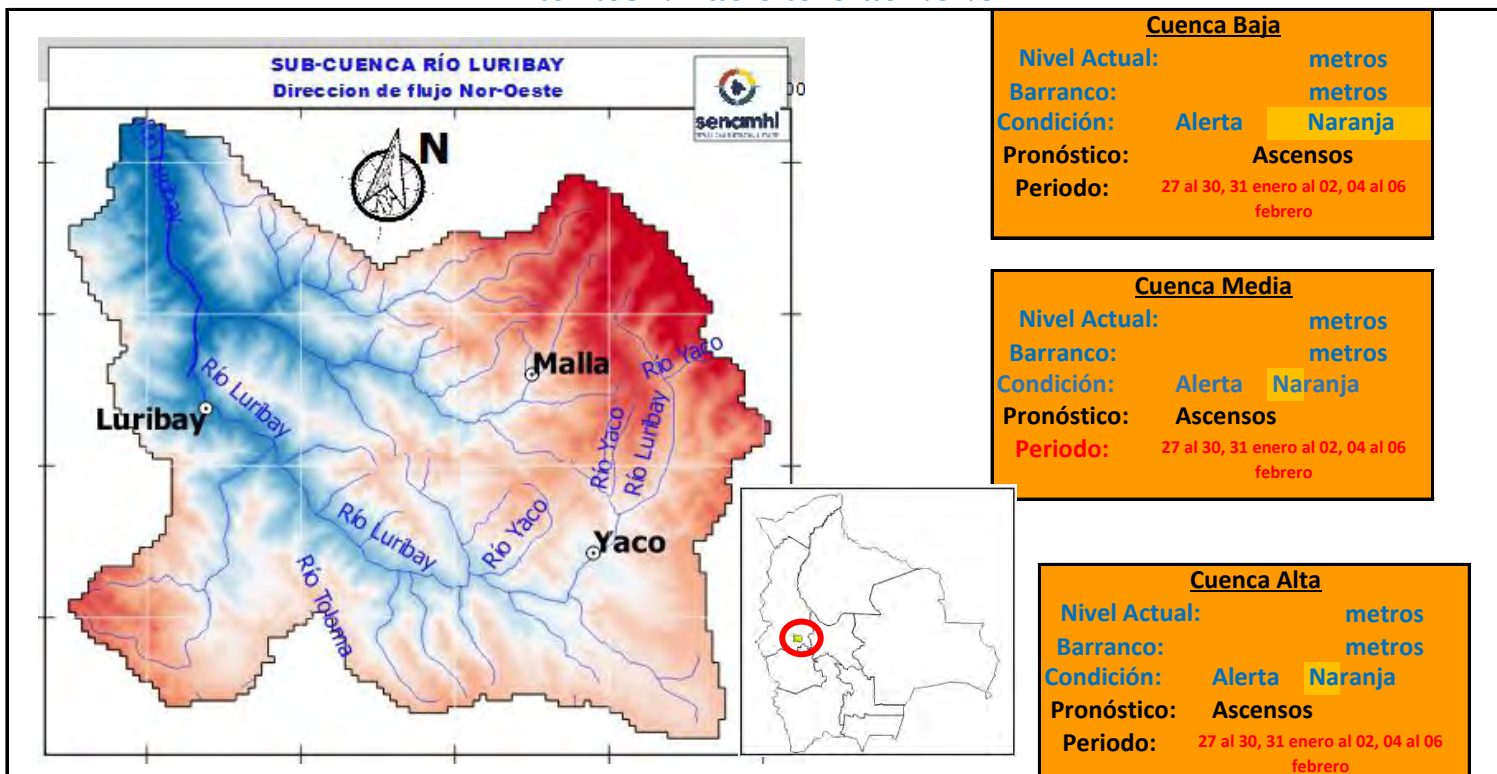 SUB-CUENCA RÍO LURIBAY
Direccion de flujo Nor-Oeste
senamhi
00
N
Malla
Río Yaco
Río Luribay
Luribay
Río Yaco
Río Luribay
Río Luribay
Río Yaco
Yaco
Río Tolama
Cuenca Baja
Nivel Actual: metros
Barranco: metros
Condición: Alerta Naranja
Pronóstico: Ascensos
Periodo: 27 al 30, 31 enero al 02, 04 al 06
febrero
Cuenca Media
Nivel Actual: metros
Barranco: metros
Condición: Alerta Naranja
Pronóstico: Ascensos
Periodo: 27 al 30, 31 enero al 02, 04 al 06
febrero
Cuenca Alta
Nivel Actual: metros
Barranco: metros
Condición: Alerta Naranja
Pronóstico: Ascensos
Periodo: 27 al 30, 31 enero al 02, 04 al 06
febrero